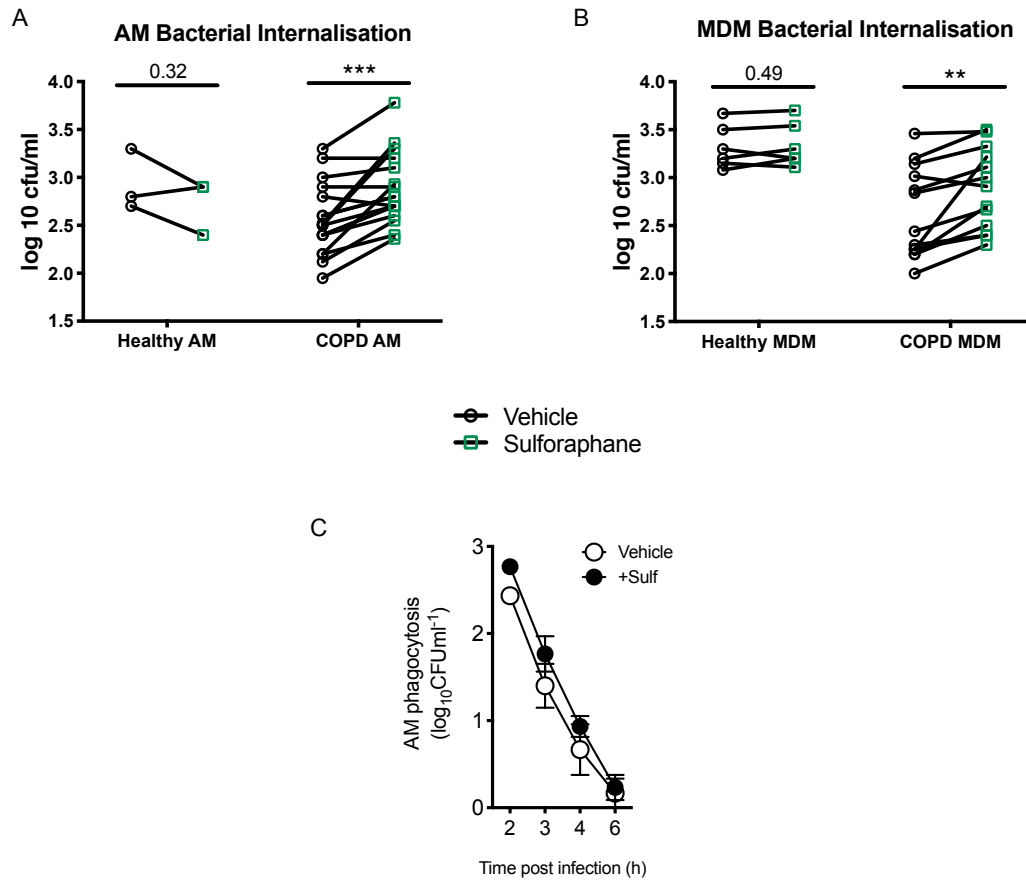 A
AM Bacterial Internalisation
0.32
***
4.0
3.5
3.0
2.5
2.0
1.5
log 10 cfu/ml
Healthy AM
COPD AM
B
MDM Bacterial Internalisation
0.49
**
4.0
3.5
3.0
2.5
2.0
1.5
log 10 cfu/ml
Healthy MDM
COPD MDM
Vehicle
Sulforaphane
C
3
2
1
0
AM phagocytosis
(log₁₀CFUml⁻¹)
Vehicle
+Sulf
2 3 4 6
Time post infection (h)